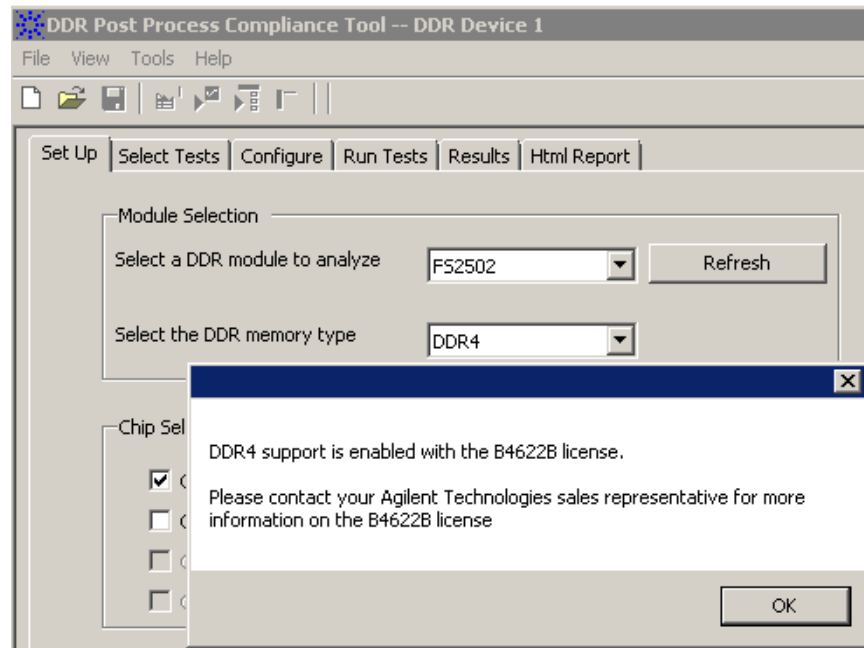 DDR Post Process Compliance Tool -- DDR Device 1
File View Tools Help
Set Up Select Tests Configure Run Tests Results Html Report
Module Selection
Select a DDR module to analyze FS2502 Refresh
Select the DDR memory type DDR4
Chip Sel
DDR4 support is enabled with the B4622B license.
Please contact your Agilent Technologies sales representative for more
information on the B4622B license
OK